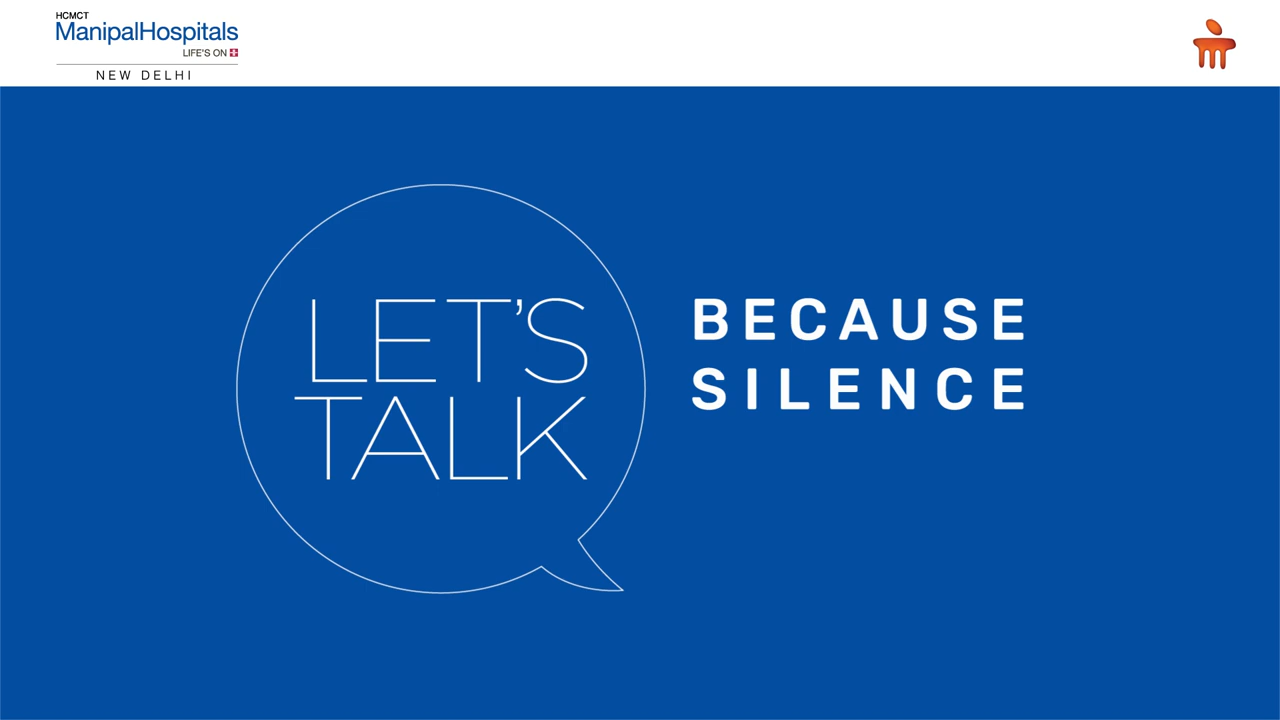 HCMCT
ManipalHospitals
LIFE'S ON
NEW DELHI
LET'S
TALK
BECAUSE
SILENCE